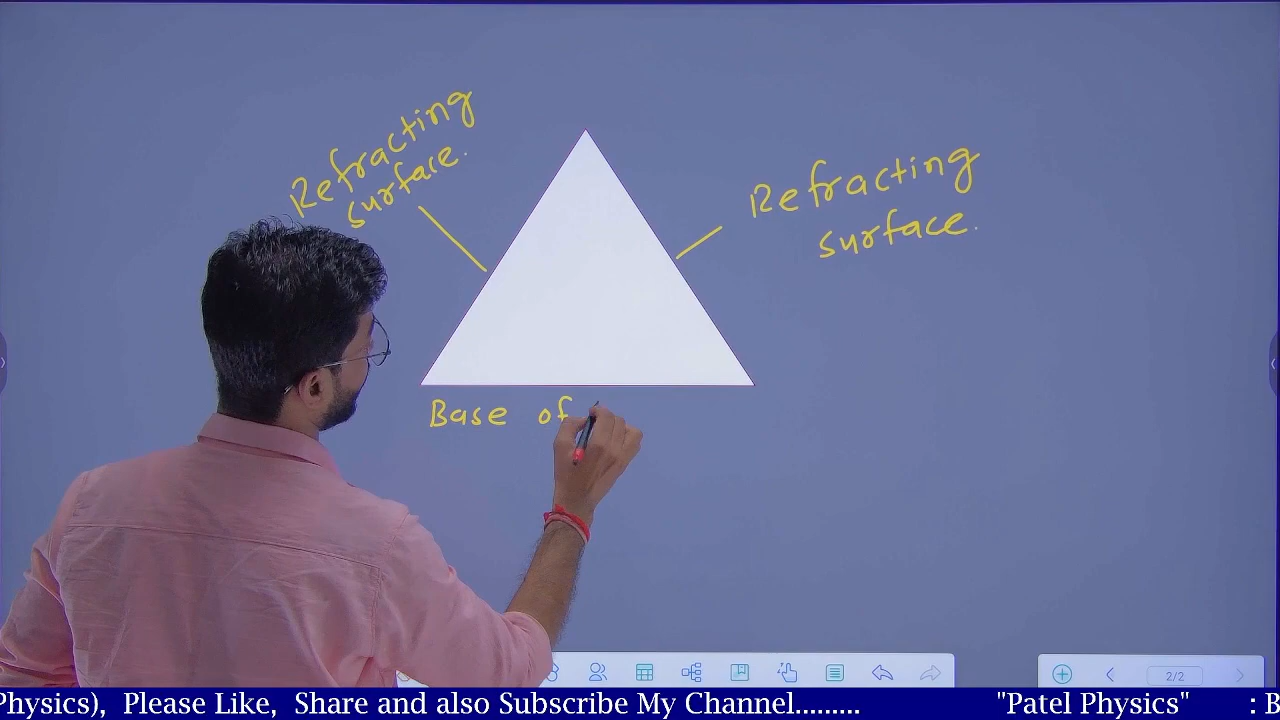 Refracting
surface.
Refracting
surface.
Base of
2/2
Physics), Please Like, Share and also Subscribe My Channel......... "Patel Physics" : B